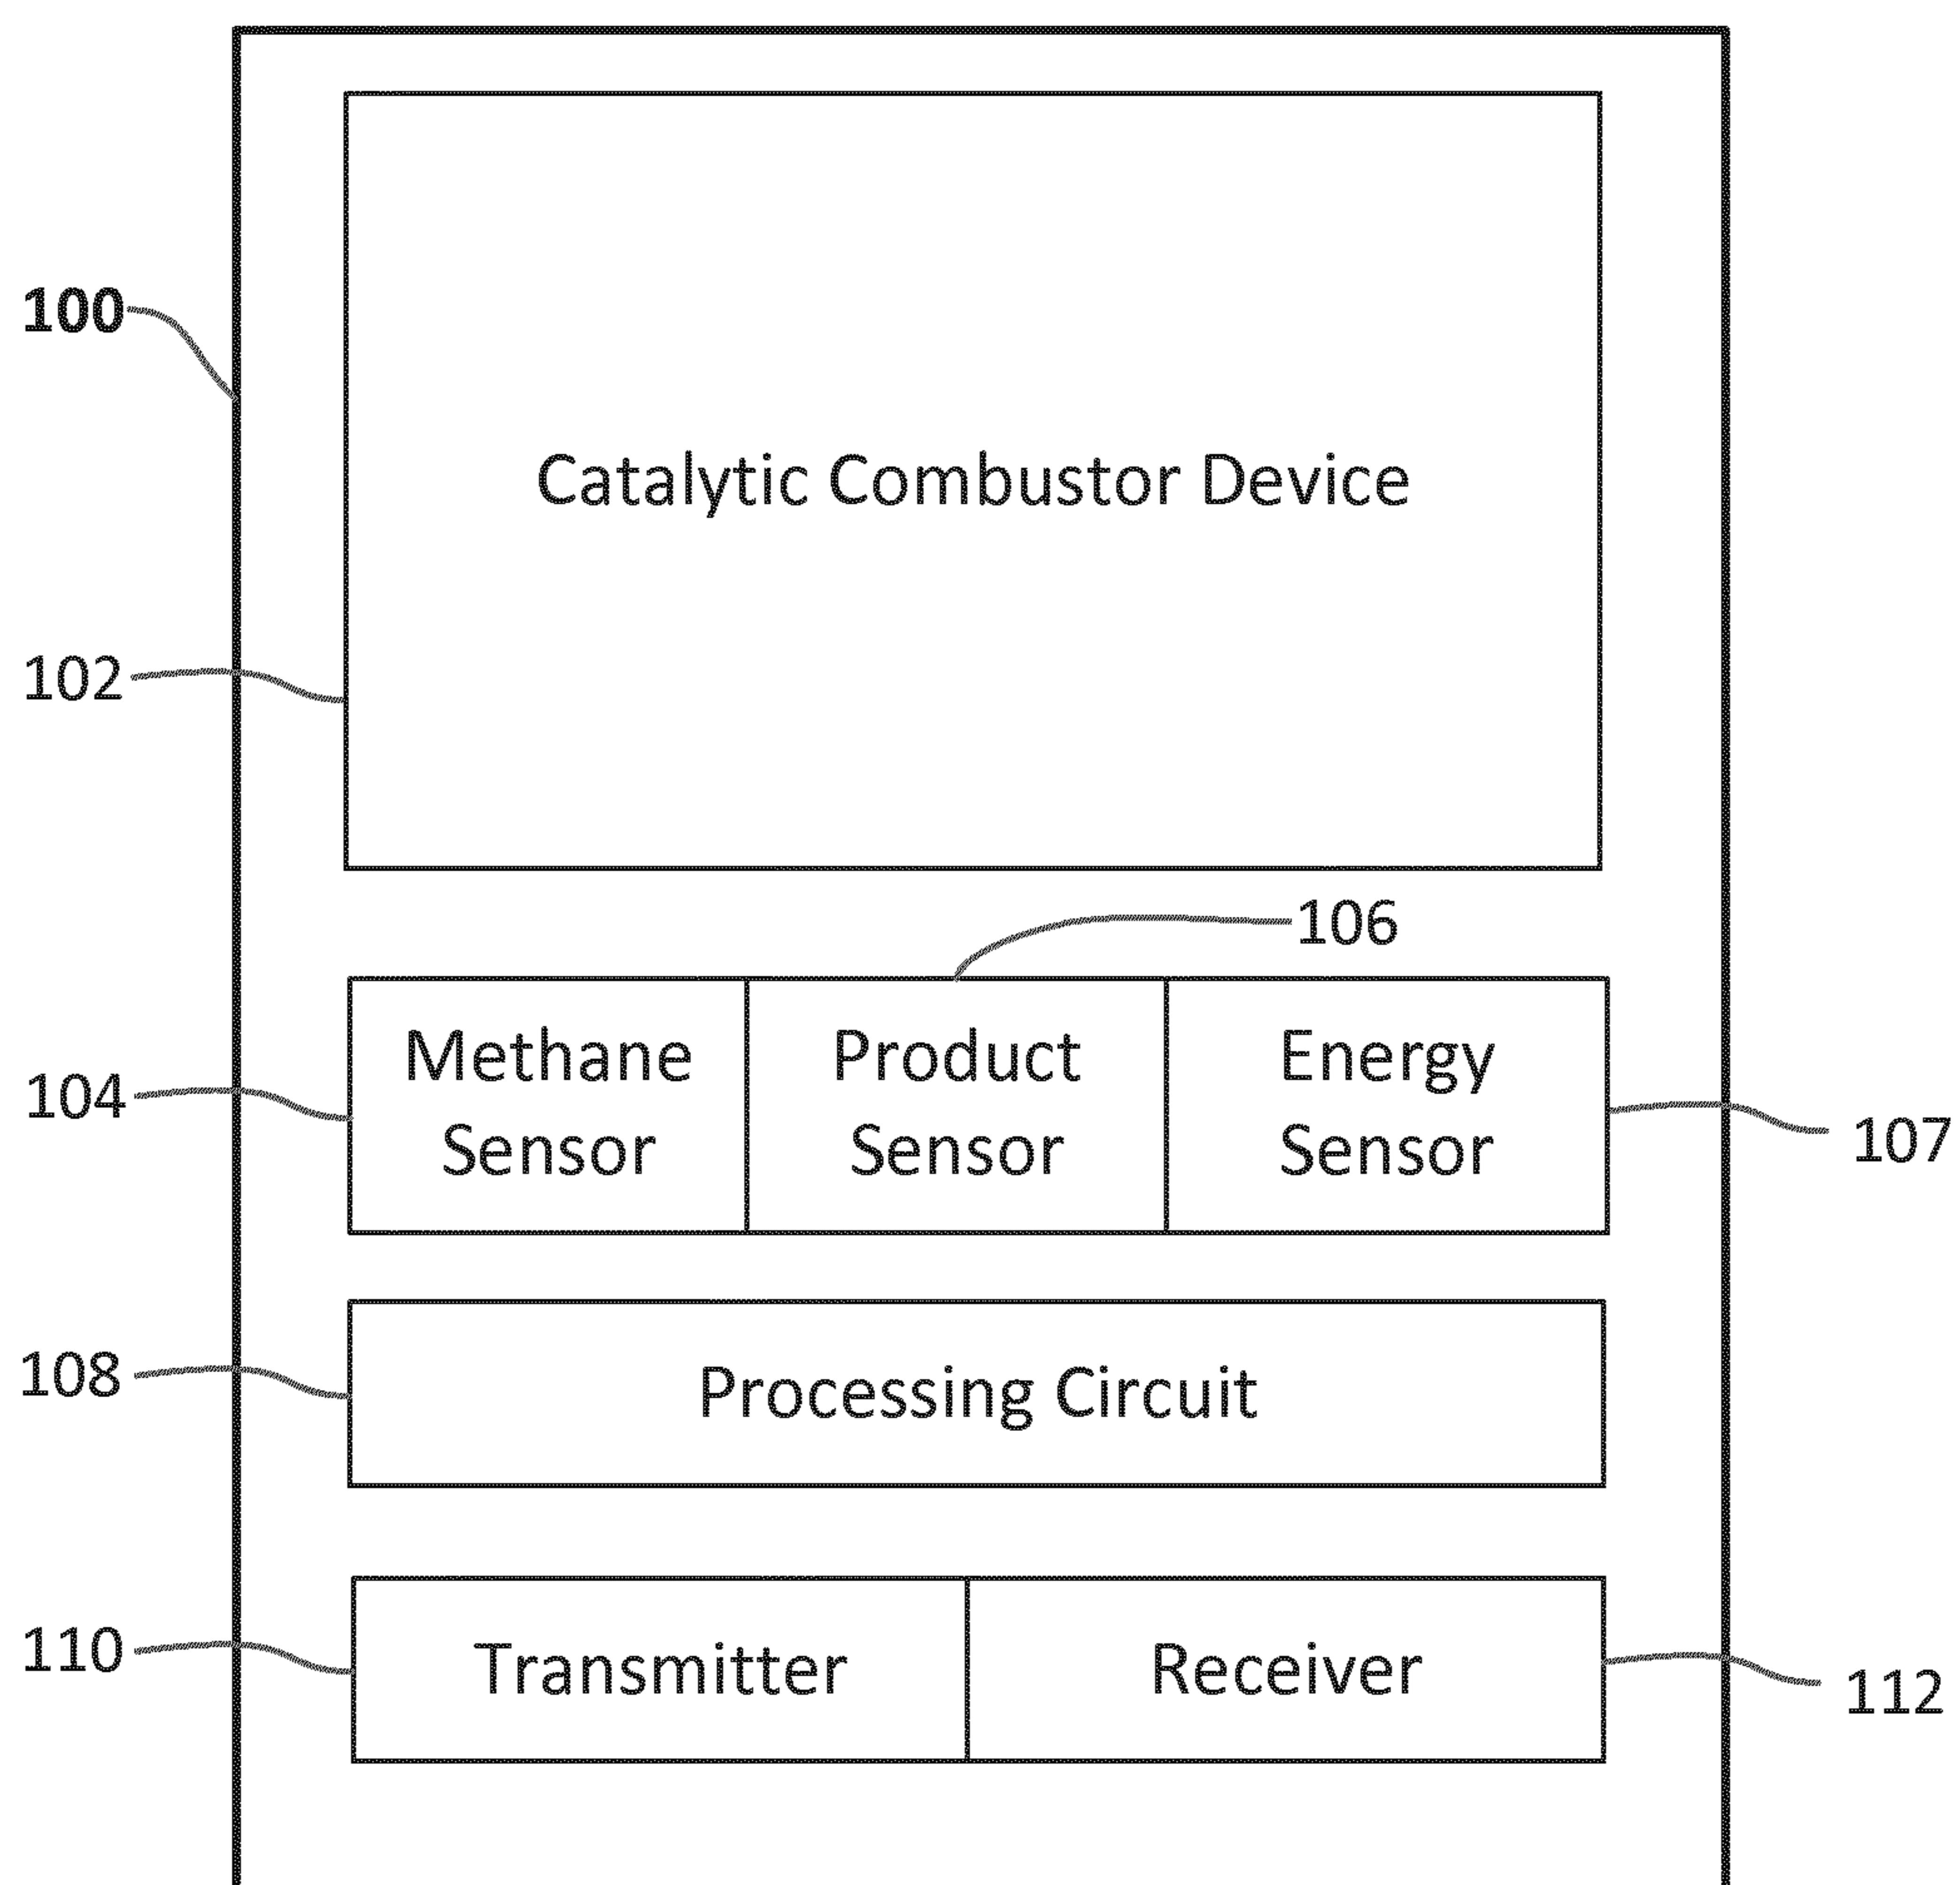 100
Catalytic Combustor Device
102
106
Methane Sensor
Product Sensor
Energy Sensor
104
107
108
Processing Circuit
110
Transmitter
Receiver
112